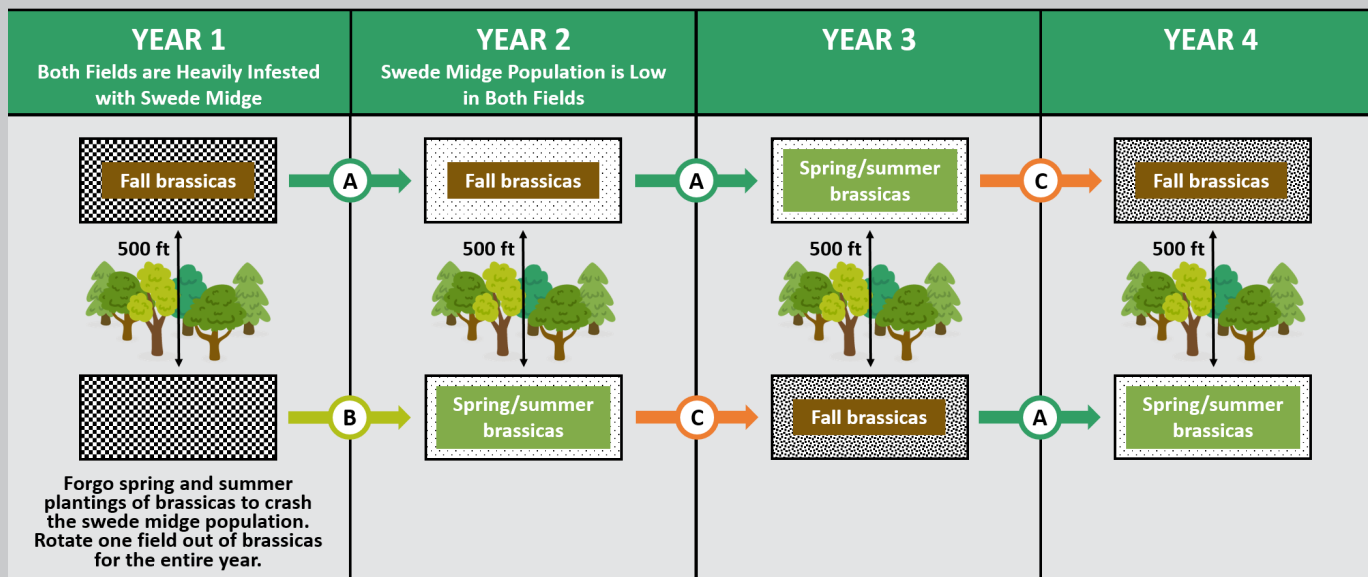 YEAR 1
Both Fields are Heavily Infested
with Swede Midge
YEAR 2
Swede Midge Population is Low
in Both Fields
YEAR 3
YEAR 4
Fall brassicas
A
Fall brassicas
A
Spring/summer
brassicas
C
Fall brassicas
500 ft
500 ft
500 ft
500 ft
B
Spring/summer
brassicas
C
Fall brassicas
A
Spring/summer
brassicas
Forgo spring and summer
plantings of brassicas to crash
the swede midge population.
Rotate one field out of brassicas
for the entire year.